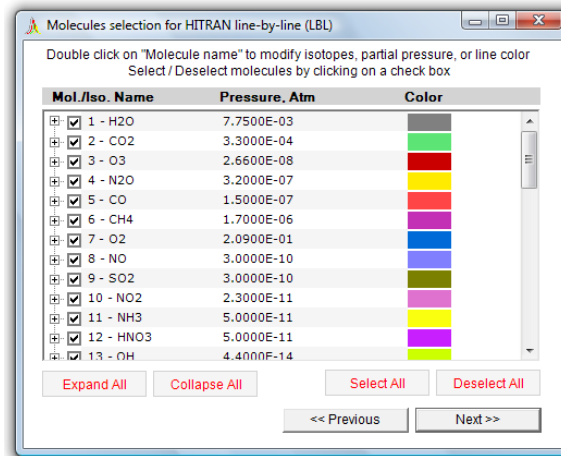 Molecules selection for HITRAN line-by-line (LBL)
Double click on "Molecule name" to modify isotopes, partial pressure, or line color
Select / Deselect molecules by clicking on a check box
Mol./Iso. Name Pressure, Atm Color
1 - H2O 7.7500E-03
2 - CO2 3.3000E-04
3 - O3 2.6600E-08
4 - N2O 3.2000E-07
5 - CO 1.5000E-07
6 - CH4 1.7000E-06
7 - O2 2.0900E-01
8 - NO 3.0000E-10
9 - SO2 3.0000E-10
10 - NO2 2.3000E-11
11 - NH3 5.0000E-11
12 - HNO3 5.0000E-11
13 - OH 4.4000E-14
Expand All Collapse All Select All Deselect All
<< Previous Next >>